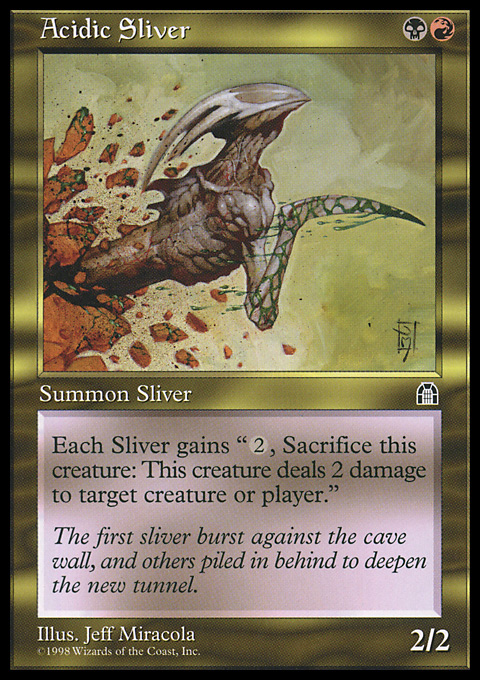 Acidic Sliver
Summon Sliver
Each Sliver gains “2, Sacrifice this
creature: This creature deals 2 damage
to target creature or player.”
The first sliver burst against the cave
wall, and others piled in behind to deepen
the new tunnel.
Illus. Jeff Miracola
©1998 Wizards of the Coast, Inc.
2/2